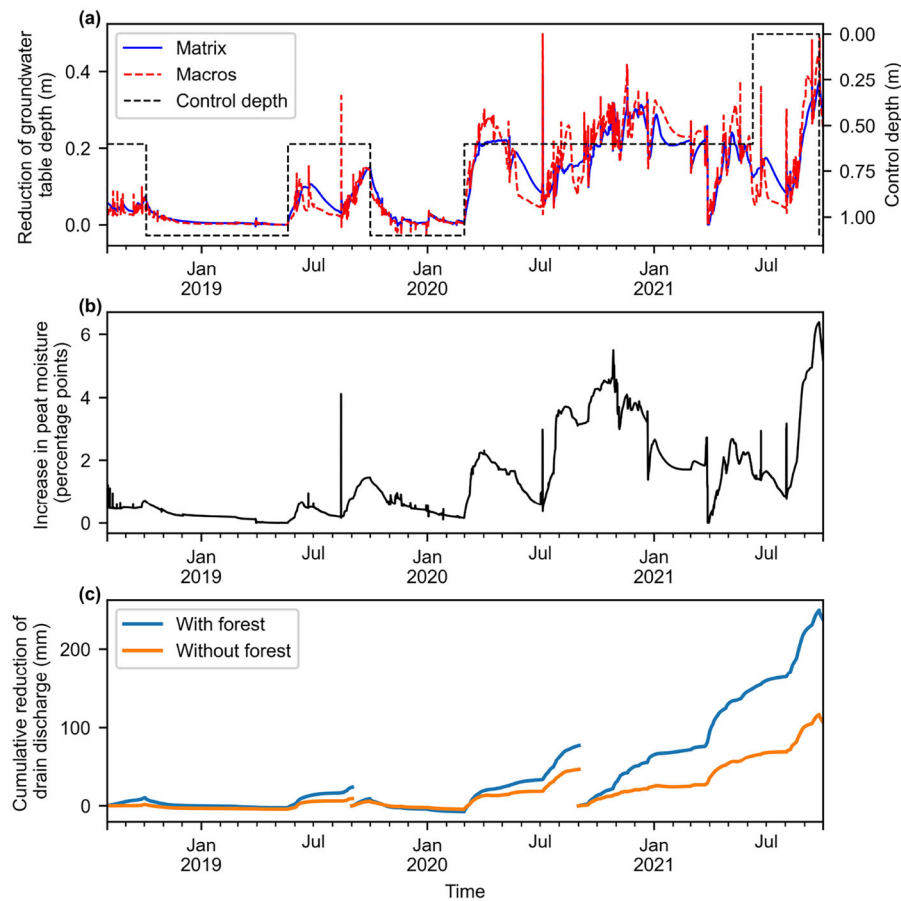 (a)
Reduction of groundwater
table depth (m)
0.4
0.2
0.0
Matrix
Macros
Control depth
0.00
0.25
0.50
0.75
1.00
Control depth (m)
Jan
2019
Jul
Jan
2020
Jul
Jan
2021
Jul
(b)
Increase in peat moisture
(percentage points)
6
4
2
0
Jan
2019
Jul
Jan
2020
Jul
Jan
2021
Jul
(c)
Cumulative reduction of
drain discharge (mm)
200
100
0
With forest
Without forest
Jan
2019
Jul
Jan
2020
Jul
Jan
2021
Jul
Time